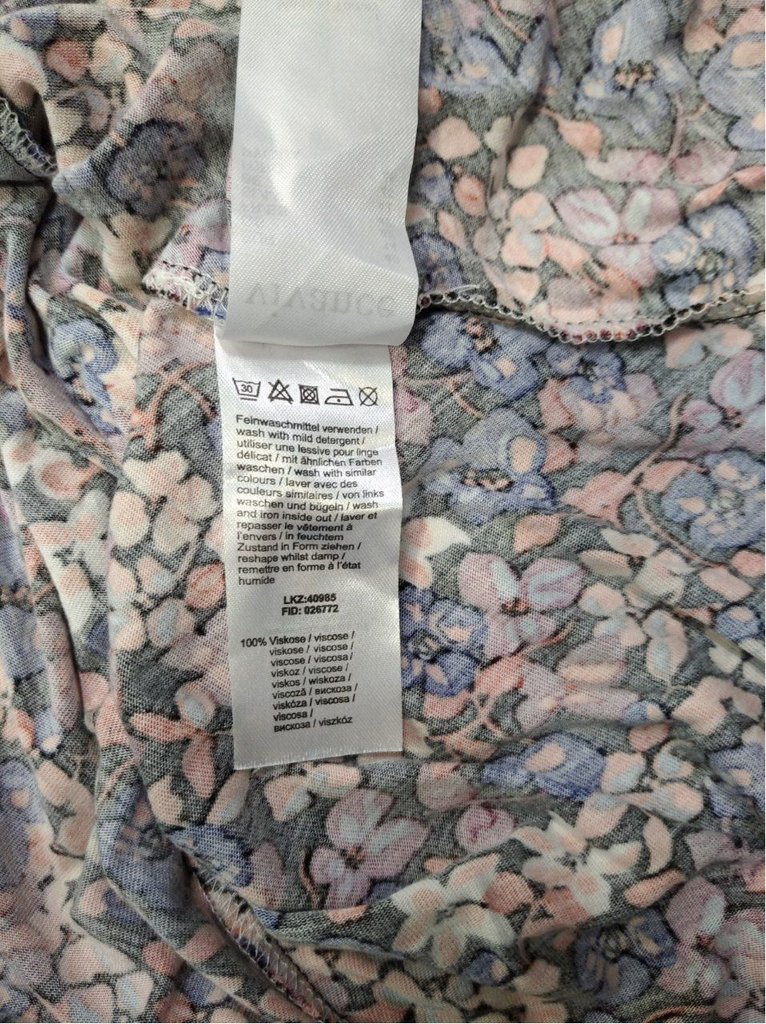 vivance
30
Feinwaschmittel verwenden /
wash with mild detergent /
utiliser une lessive pour linge
délicat / mit ähnlichen Farben
waschen / wash with similar
colours / laver avec des
couleurs similaires / von links
waschen und bügeln / wash
and iron inside out / laver et
repasser le vêtement à
l'envers / in feuchtem
Zustand in Form ziehen /
reshape whilst damp /
remettre en forme à l'état
humide
LKZ:40985
FID: 026772
100% Viskose / viscose /
viskose / viscose /
viscose / viscosa/
viskoz / viscose /
viskos / wiskoza /
viscoză / вискоза /
viskóza / viscosa /
viscosa /
вискоза / viszkóz